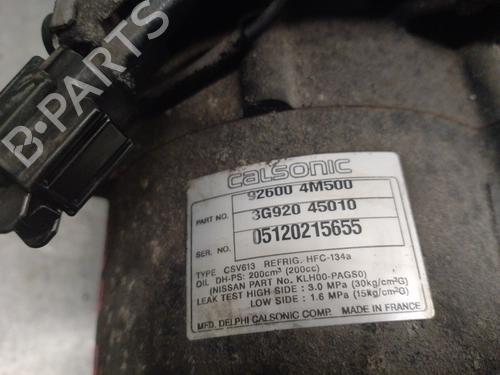 CALSONIC
92600 4M500
PART NO. 3G920 45010
SER NO. 05120215655
TYPE CSV613 REFRIG. HFC-134a
OIL DH-PS: 200cm³ (200cc)
(NISSAN PART No. KLH00-PAGS0)
LEAK TEST HIGH SIDE : 3.0 MPa (30kg/cm²G)
LOW SIDE : 1.6 MPa (15kg/cm²G)
MFD. DELPHI CALSONIC COMP. MADE IN FRANCE
B-PARTS